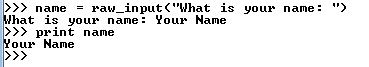 >>> name = raw_input("What is your name: ")
What is your name: Your Name
>>> print name
Your Name
>>>